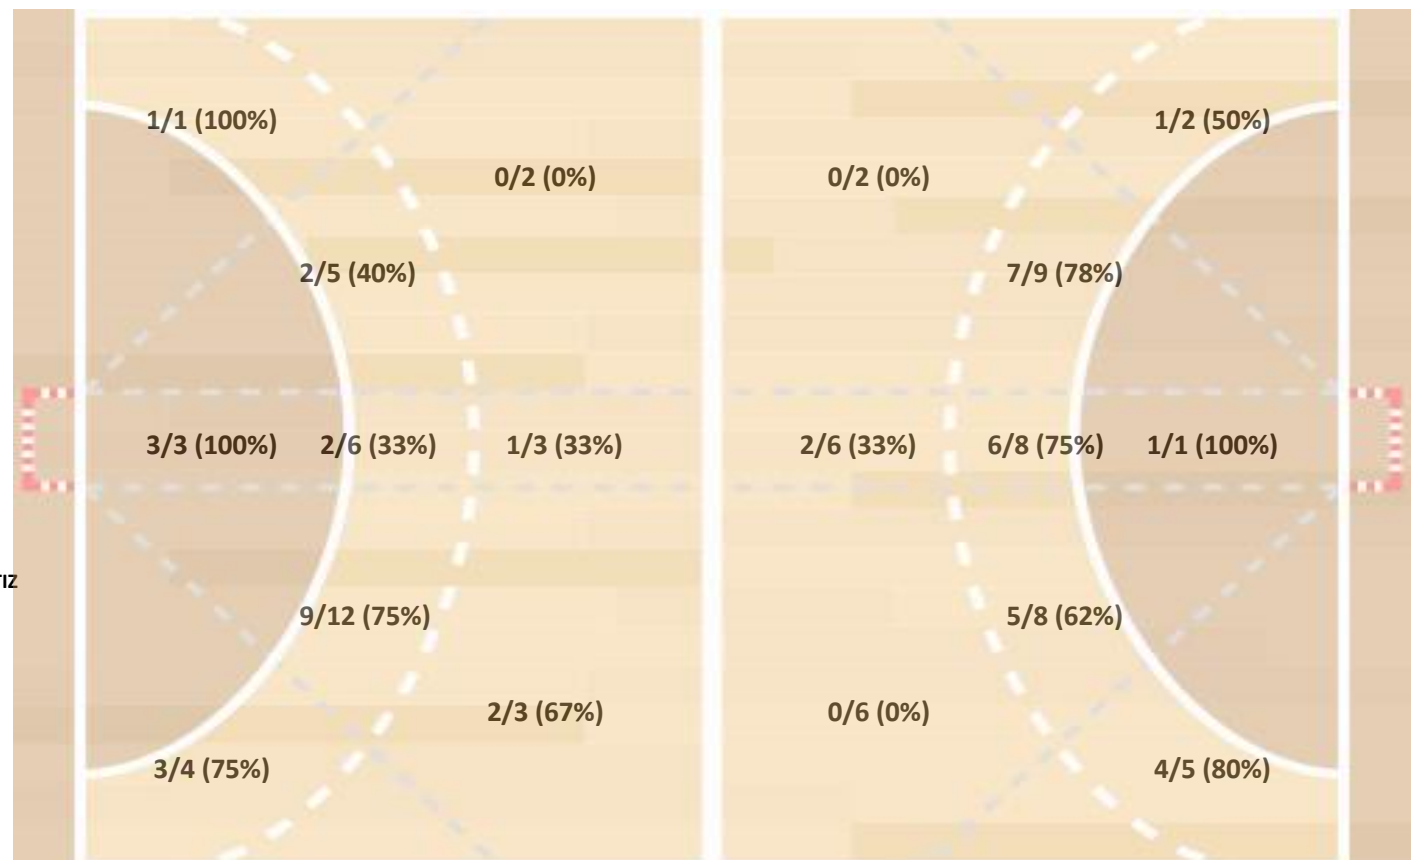 1/1 (100%) 1/2 (50%)
0/2 (0%) 0/2 (0%)
2/5 (40%) 7/9 (78%)
3/3 (100%) 2/6 (33%) 1/3 (33%) 2/6 (33%) 6/8 (75%) 1/1 (100%)
TIZ
9/12 (75%) 5/8 (62%)
2/3 (67%) 0/6 (0%)
3/4 (75%) 4/5 (80%)